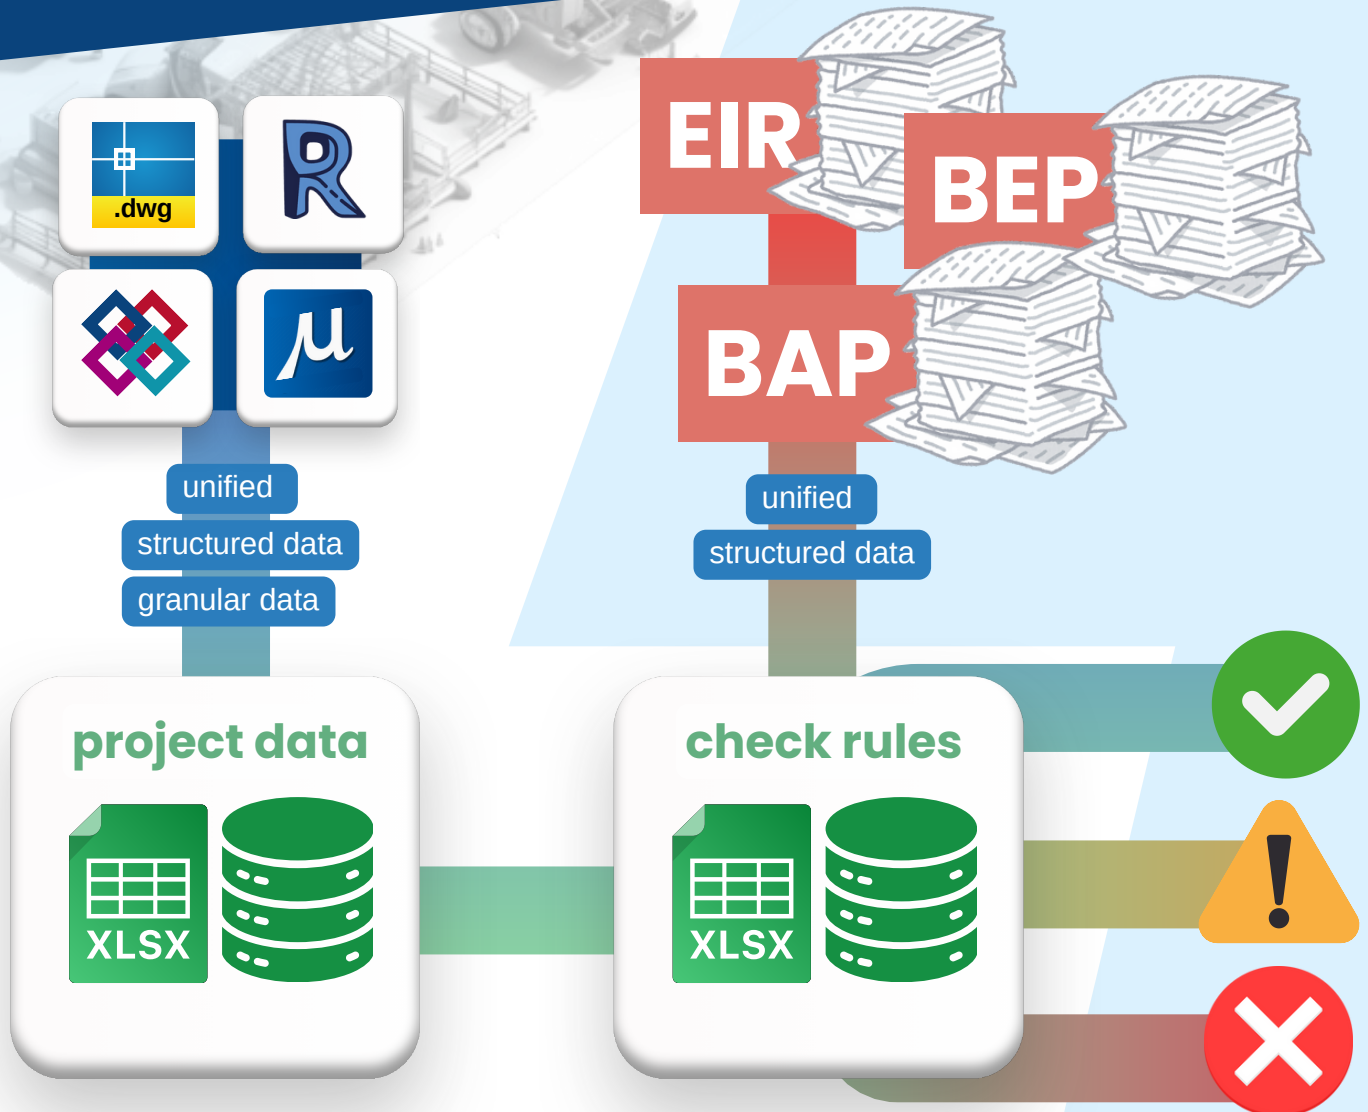 .dwg
R
µ
unified
structured data
granular data
project data
XLSX
EIR
BEP
BAP
unified
structured data
check rules
XLSX